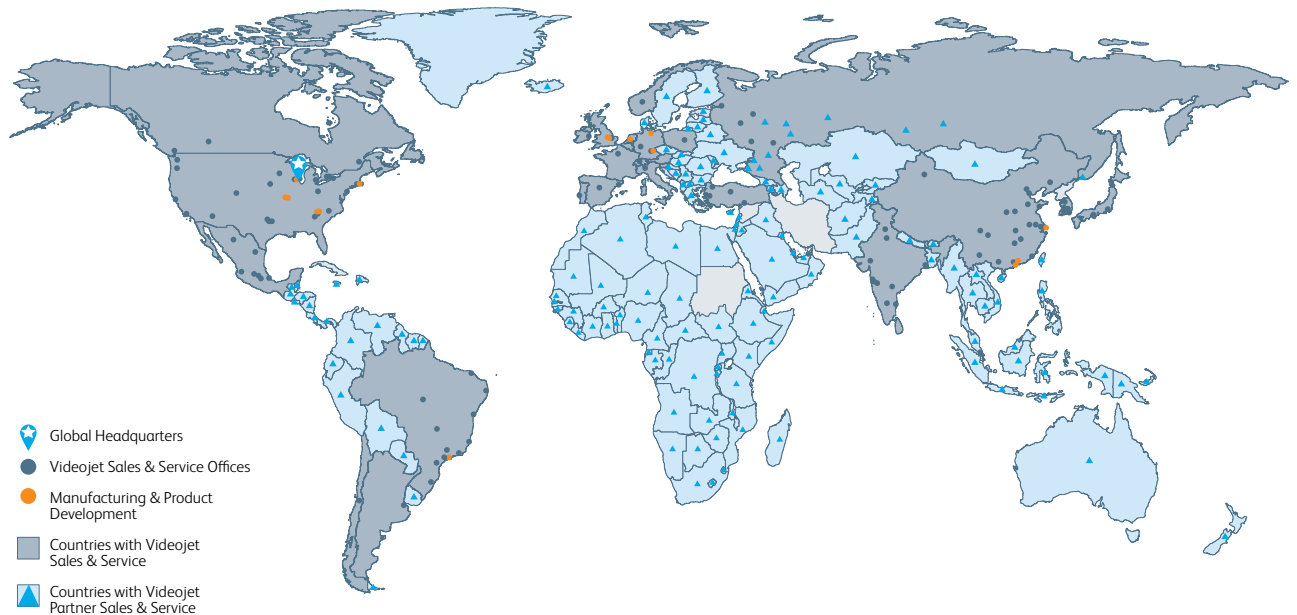 Global Headquarters
Videojet Sales & Service Offices
Manufacturing & Product
Development
Countries with Videojet
Sales & Service
Countries with Videojet
Partner Sales & Service